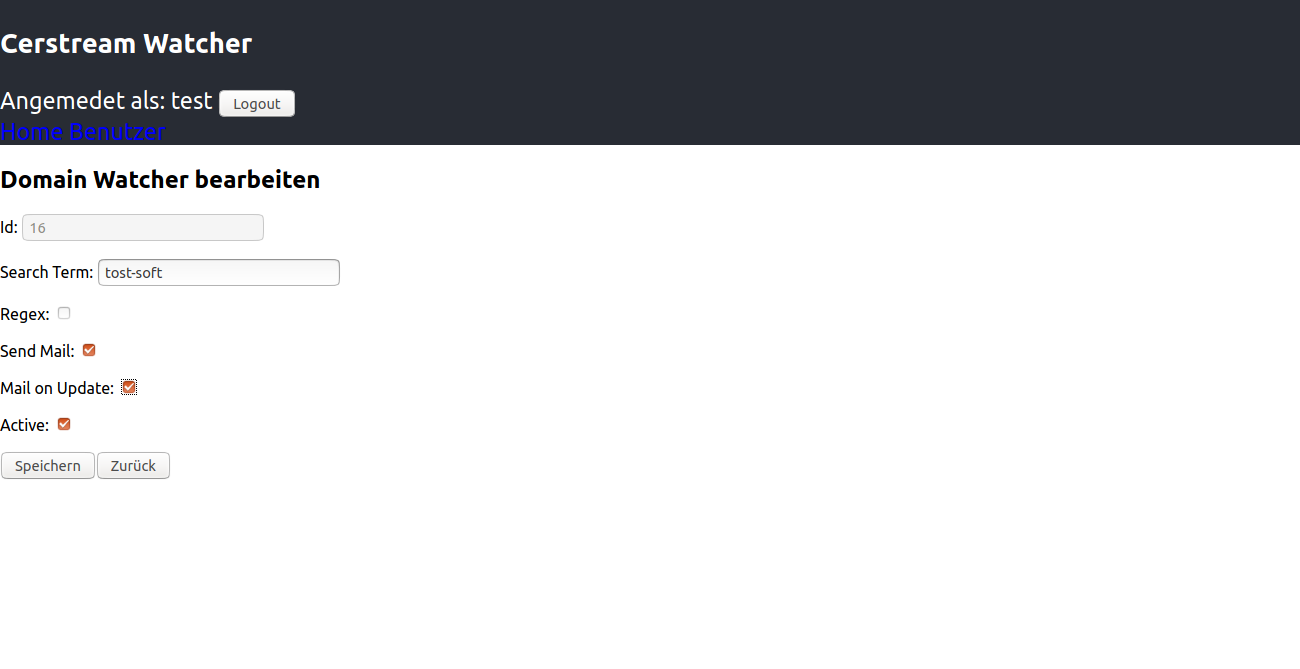 Cerstream Watcher
Angemedet als: test Logout
Home Benutzer
Domain Watcher bearbeiten
Id: 16
Search Term: tost-soft
Regex:
Send Mail:
Mail on Update:
Active:
Speichern Zurück